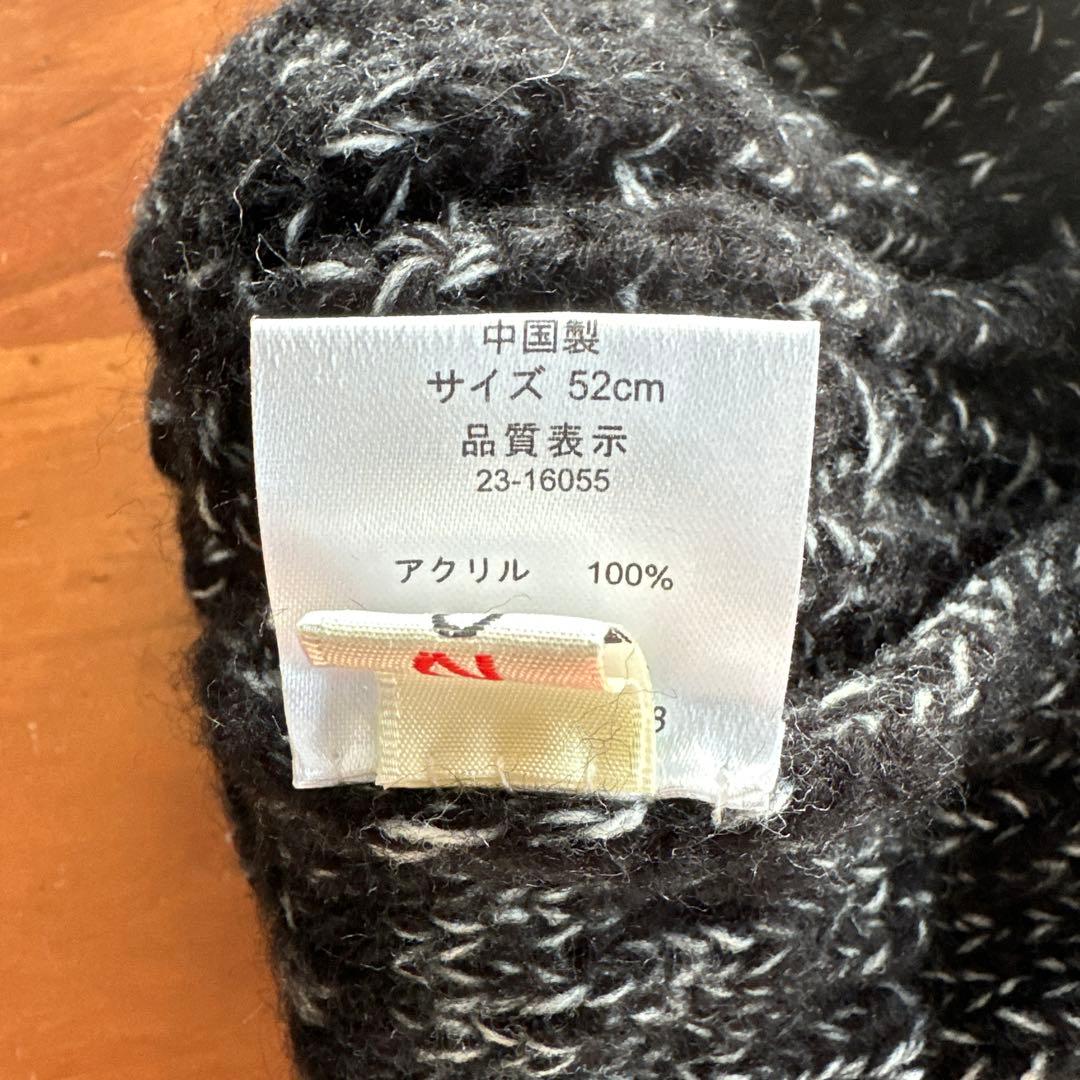 中国製
サイズ 52cm
品質表示
23-16055
アクリル 100%